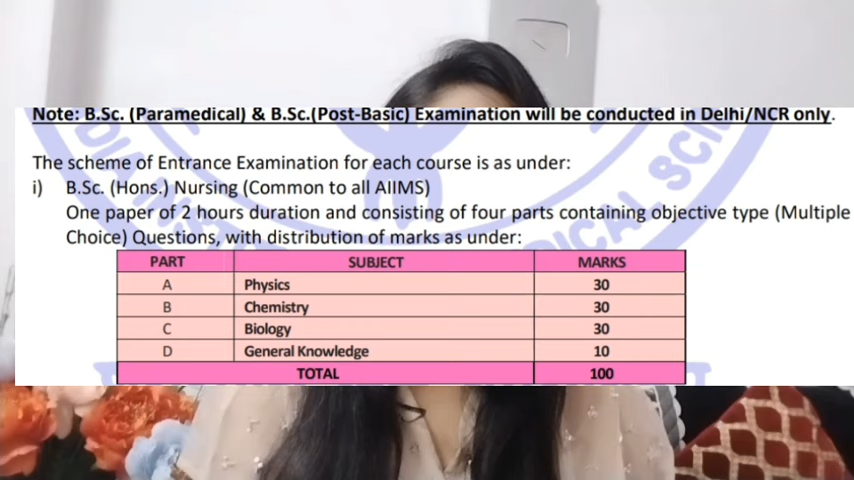 Note: B.Sc. (Paramedical) & B.Sc.(Post-Basic) Examination will be conducted in Delhi/NCR only.
The scheme of Entrance Examination for each course is as under:
i) B.Sc. (Hons.) Nursing (Common to all AIIMS)
One paper of 2 hours duration and consisting of four parts containing objective type (Multiple
Choice) Questions, with distribution of marks as under:
PART SUBJECT MARKS
A Physics 30
B Chemistry 30
C Biology 30
D General Knowledge 10
TOTAL 100